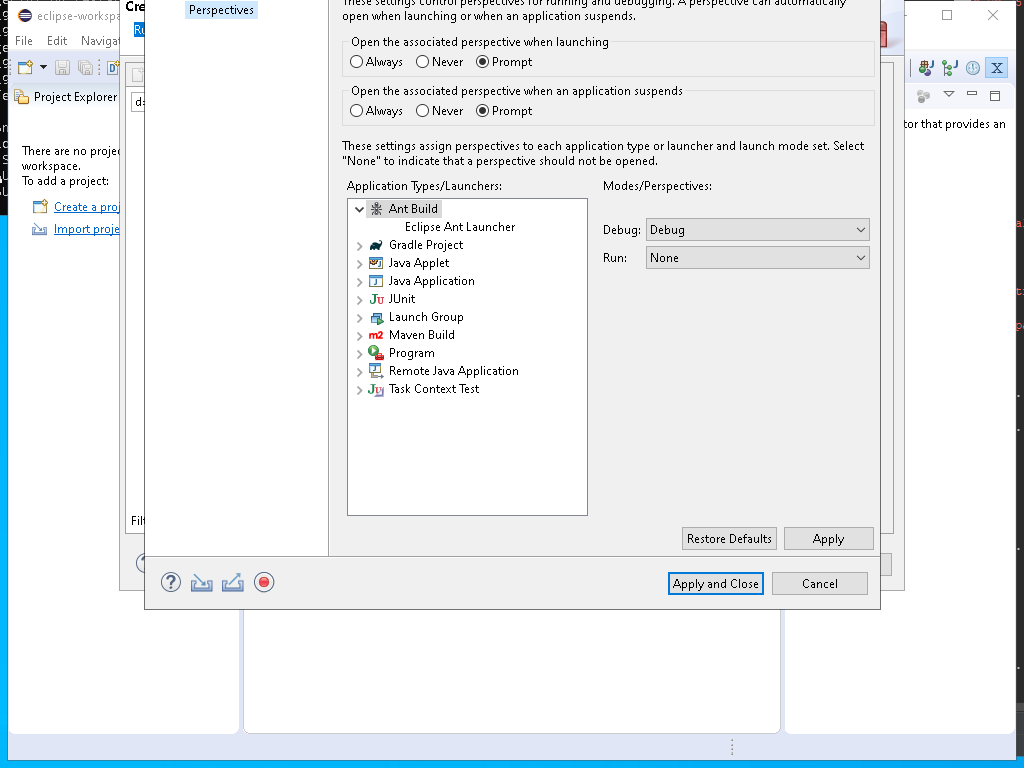 eclipse-workspa
Cre
Perspectives
These settings control perspectives for running and debugging. A perspective can automatically
open when launching or when an application suspends.
File Edit Navigat
Ru
Open the associated perspective when launching
Always Never Prompt
Open the associated perspective when an application suspends
Always Never Prompt
Project Explorer
tor that provides an
There are no proje
workspace.
To add a project:
Create a proj
Import proje
These settings assign perspectives to each application type or launcher and launch mode set. Select
"None" to indicate that a perspective should not be opened.
Application Types/Launchers:
Modes/Perspectives:
Ant Build
Eclipse Ant Launcher
Gradle Project
Java Applet
Java Application
JUnit
Launch Group
Maven Build
Program
Remote Java Application
Task Context Test
Debug: Debug
Run: None
Filt
Restore Defaults
Apply
Apply and Close
Cancel